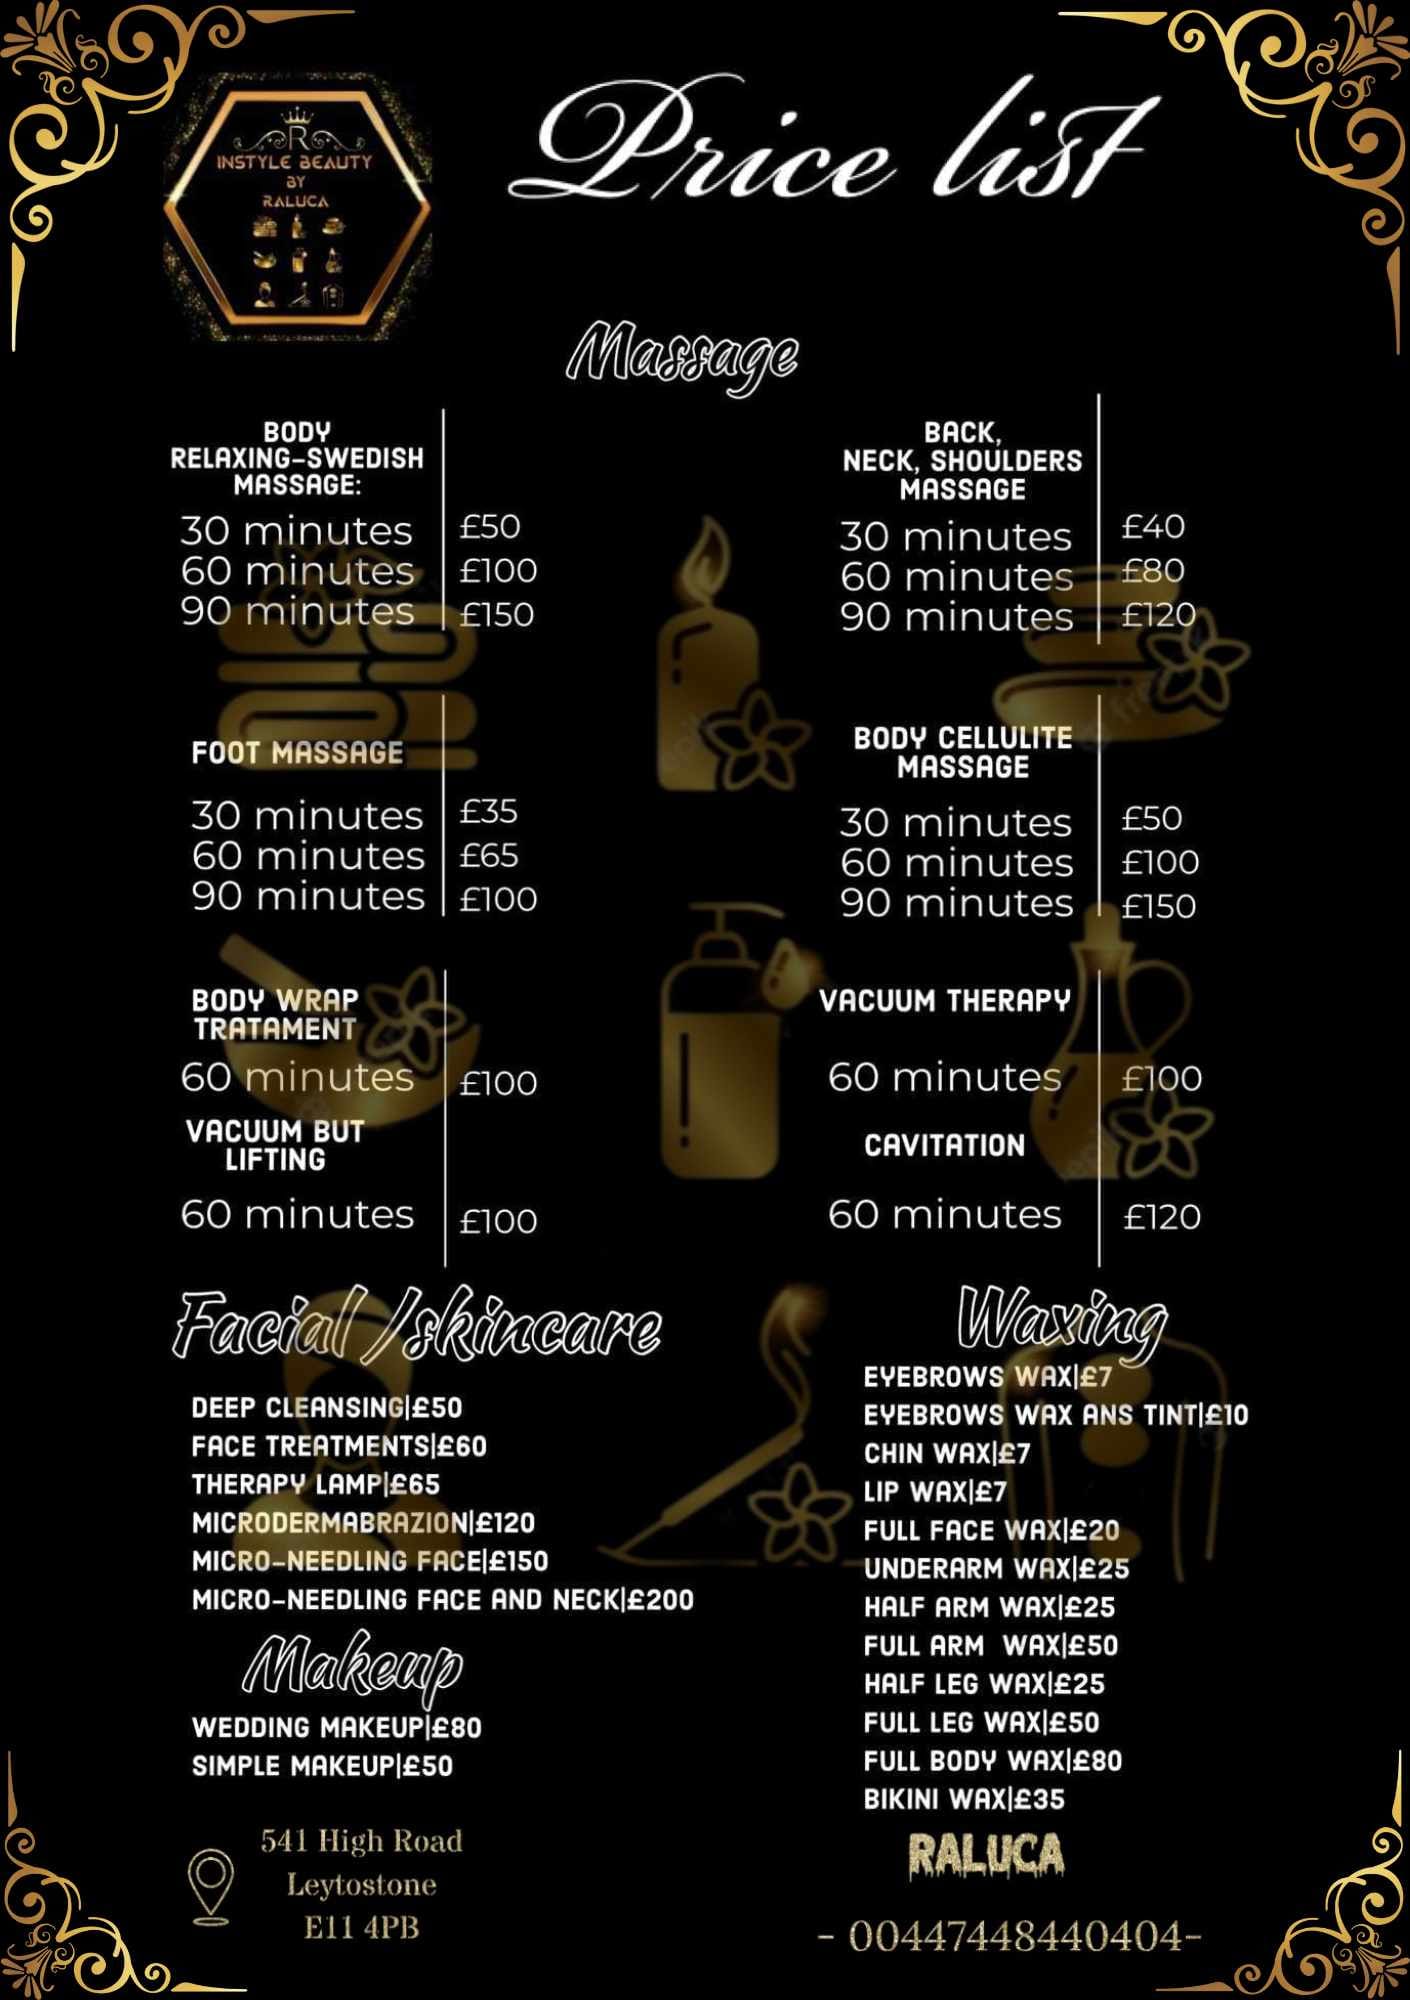 R
INSTYLE BEAUTY
BY
RALUCA
Price list
Massage
BODY
RELAXING-SWEDISH
MASSAGE:
30 minutes £50
60 minutes £100
90 minutes £150
BACK,
NECK, SHOULDERS
MASSAGE
30 minutes £40
60 minutes £80
90 minutes £120
FOOT MASSAGE
30 minutes £35
60 minutes £65
90 minutes £100
BODY CELLULITE
MASSAGE
30 minutes £50
60 minutes £100
90 minutes £150
BODY WRAP
TRATAMENT
60 minutes £100
VACUUM BUT
LIFTING
60 minutes £100
VACUUM THERAPY
60 minutes £100
CAVITATION
60 minutes £120
Facial /skincare
DEEP CLEANSING|£50
FACE TREATMENTS|£60
THERAPY LAMP|£65
MICRODERMABRAZION|£120
MICRO-NEEDLING FACE|£150
MICRO-NEEDLING FACE AND NECK|£200
Makeup
WEDDING MAKEUP|£80
SIMPLE MAKEUP|£50
Waxing
EYEBROWS WAX|£7
EYEBROWS WAX ANS TINT|£10
CHIN WAX|£7
LIP WAX|£7
FULL FACE WAX|£20
UNDERARM WAX|£25
HALF ARM WAX|£25
FULL ARM WAX|£50
HALF LEG WAX|£25
FULL LEG WAX|£50
FULL BODY WAX|£80
BIKINI WAX|£35
541 High Road
Leytostone
E11 4PB
RALUCA
- 00447448440404-